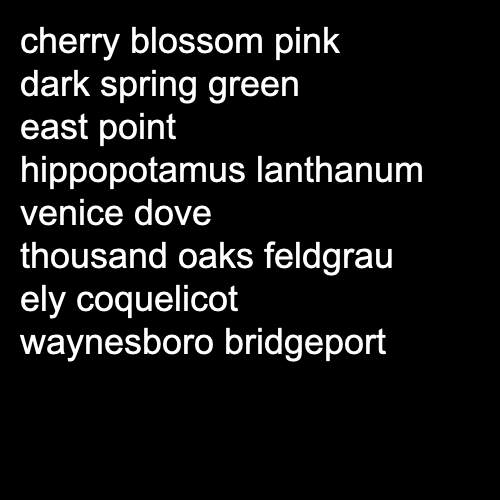 cherry blossom pink
dark spring green
east point
hippopotamus lanthanum
venice dove
thousand oaks feldgrau
ely coquelicot
waynesboro bridgeport